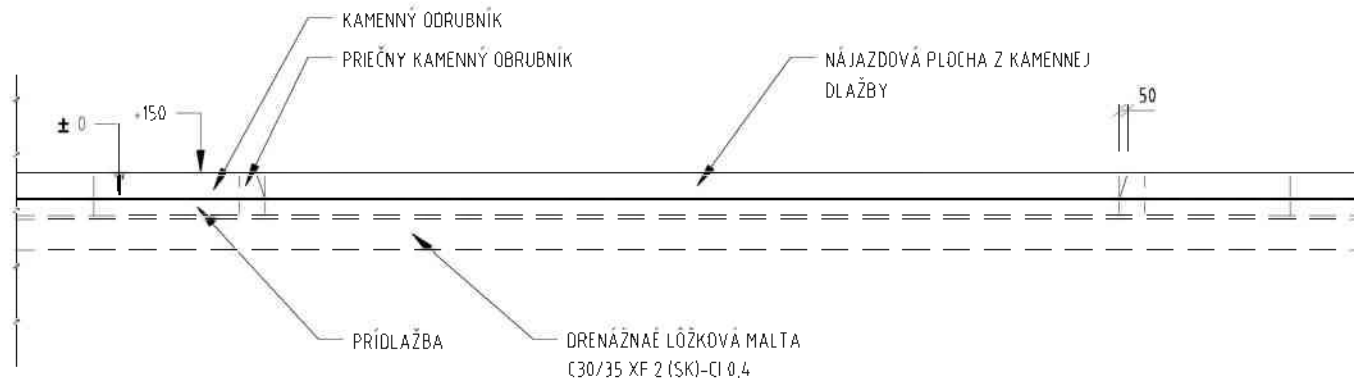 KAMENNÝ ODRUBNÍK
PRIEČNY KAMENNÝ OBRUBNÍK
NÁJAZDOVÁ PLOCHA Z KAMENNEJ
DLAŽBY
50
+150
± 0
PRÍDLAŽBA
DRENÁŽNAÉ LÔŽKOVÁ MALTA
C30/35 XF 2 (SK)-Cl 0,4